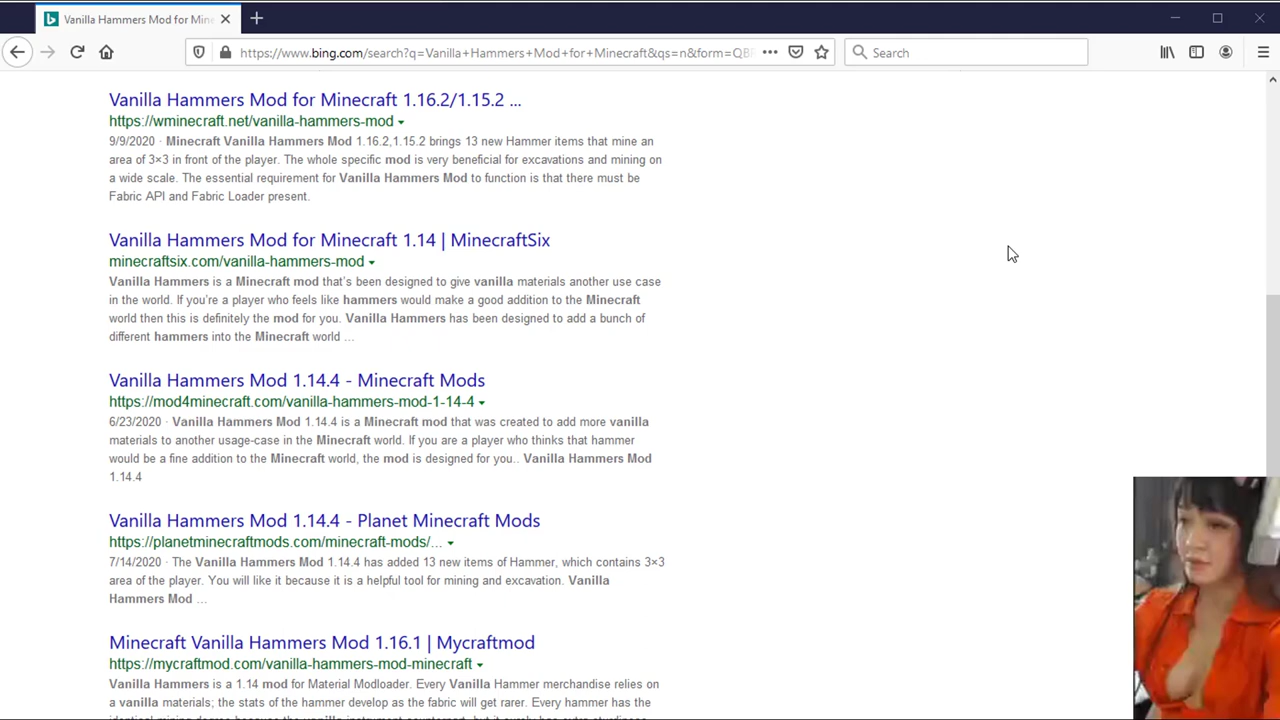 Vanilla Hammers Mod for Mine
https://www.bing.com/search?q=Vanilla+Hammers+Mod+for+Minecraft&qs=n&form=QBR
Search
Vanilla Hammers Mod for Minecraft 1.16.2/1.15.2 ...
https://wminecraft.net/vanilla-hammers-mod
9/9/2020 · Minecraft Vanilla Hammers Mod 1.16.2,1.15.2 brings 13 new Hammer items that mine an
area of 3×3 in front of the player. The whole specific mod is very beneficial for excavations and mining on
a wide scale. The essential requirement for Vanilla Hammers Mod to function is that there must be
Fabric API and Fabric Loader present.
Vanilla Hammers Mod for Minecraft 1.14 | MinecraftSix
minecraftsix.com/vanilla-hammers-mod
Vanilla Hammers is a Minecraft mod that's been designed to give vanilla materials another use case
in the world. If you're a player who feels like hammers would make a good addition to the Minecraft
world then this is definitely the mod for you. Vanilla Hammers has been designed to add a bunch of
different hammers into the Minecraft world ...
Vanilla Hammers Mod 1.14.4 - Minecraft Mods
https://mod4minecraft.com/vanilla-hammers-mod-1-14-4
6/23/2020 · Vanilla Hammers Mod 1.14.4 is a Minecraft mod that was created to add more vanilla
materials to another usage-case in the Minecraft world. If you are a player who thinks that hammer
would be a fine addition to the Minecraft world, the mod is designed for you.. Vanilla Hammers Mod
1.14.4
Vanilla Hammers Mod 1.14.4 - Planet Minecraft Mods
https://planetminecraftmods.com/minecraft-mods/...
7/14/2020 · The Vanilla Hammers Mod 1.14.4 has added 13 new items of Hammer, which contains 3×3
area of the player. You will like it because it is a helpful tool for mining and excavation. Vanilla
Hammers Mod ...
Minecraft Vanilla Hammers Mod 1.16.1 | Mycraftmod
https://mycraftmod.com/vanilla-hammers-mod-minecraft
Vanilla Hammers is a 1.14 mod for Material Modloader. Every Vanilla Hammer merchandise relies on
a vanilla materials; the stats of the hammer develop as the fabric will get rarer. Every hammer has the